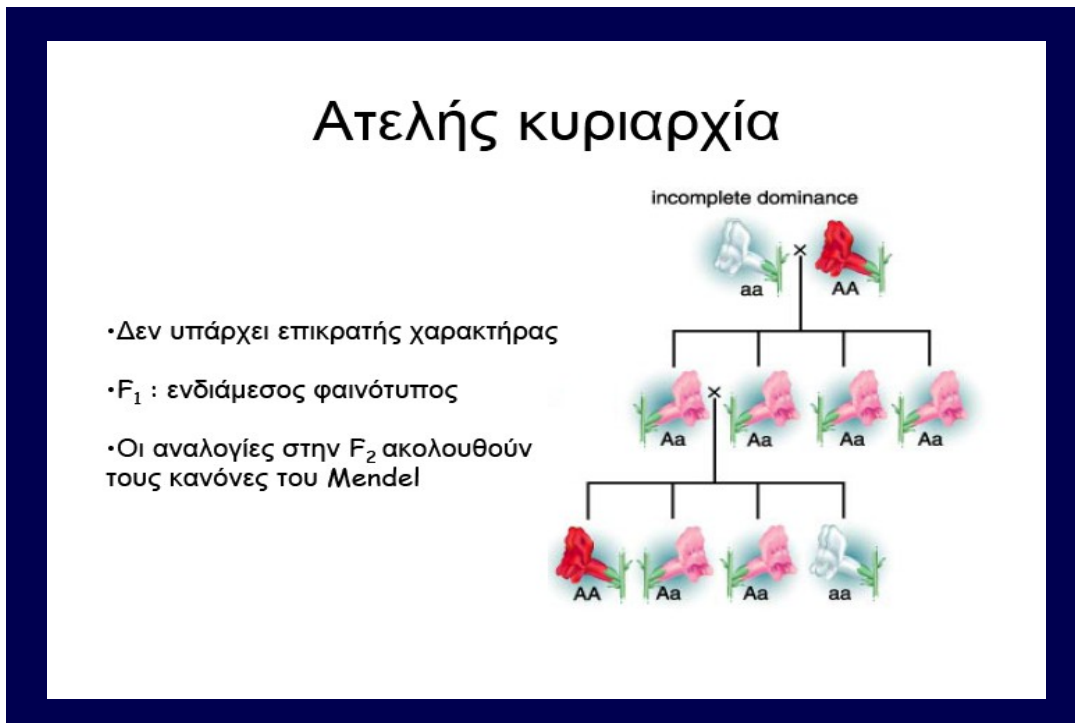 Ατελής κυριαρχία
incomplete dominance
aa × AA
•Δεν υπάρχει επικρατής χαρακτήρας
•F₁ : ενδιάμεσος φαινότυπος
•Οι αναλογίες στην F₂ ακολουθούν
τους κανόνες του Mendel
×
Aa Aa Aa Aa
AA Aa Aa aa